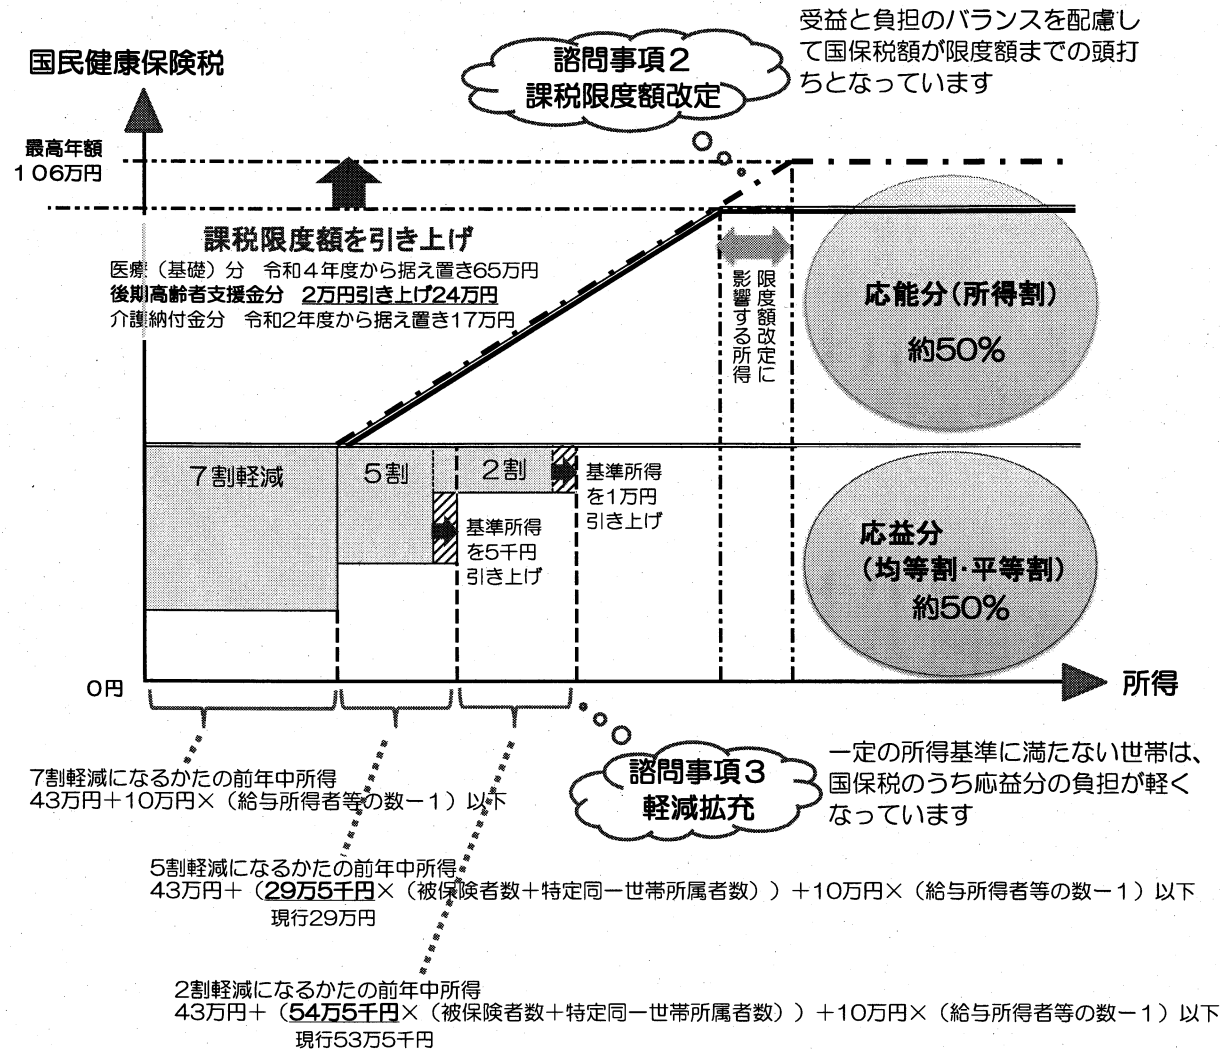 受益と負担のバランスを配慮し
て国保税額が限度額までの頭打
ちとなっています
国民健康保険税
諮問事項2
課税限度額改定
最高年額
106万円
課税限度額を引き上げ
医療（基礎）分　令和4年度から据え置き65万円
後期高齢者支援金分　2万円引き上げ24万円
介護納付金分　令和2年度から据え置き17万円
限度額改定に
影響する所得
応能分（所得割）
約50%
7割軽減
5割
2割
基準所得
を1万円
引き上げ
基準所得
を5千円
引き上げ
応益分
（均等割・平等割）
約50%
0円
所得
諮問事項3
軽減拡充
一定の所得基準に満たない世帯は、
国保税のうち応益分の負担が軽く
なっています
7割軽減になるかたの前年中所得
43万円＋10万円×（給与所得者等の数－1）以下
5割軽減になるかたの前年中所得
43万円＋（29万5千円×（被保険者数＋特定同一世帯所属者数））＋10万円×（給与所得者等の数－1）以下
現行29万円
2割軽減になるかたの前年中所得
43万円＋（54万5千円×（被保険者数＋特定同一世帯所属者数））＋10万円×（給与所得者等の数－1）以下
現行53万5千円